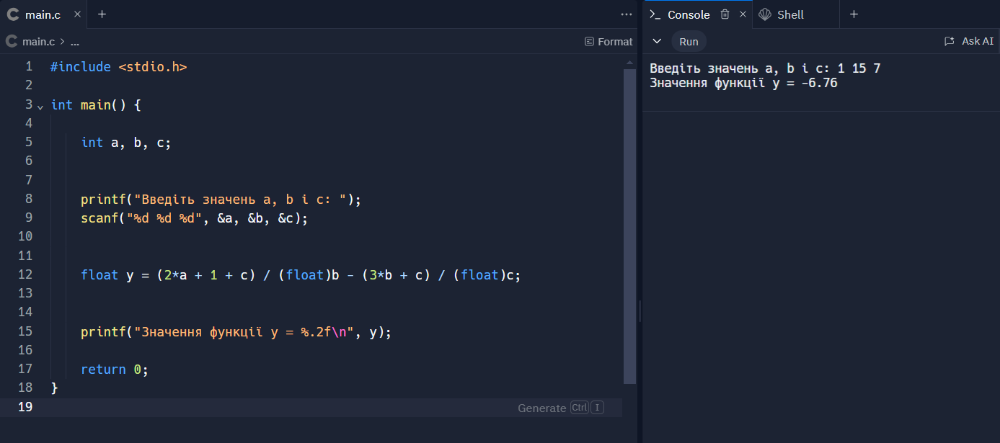 main.c
main.c > ...
Format
1 #include <stdio.h>
2
3 int main() {
4
5     int a, b, c;
6
7
8     printf("Введіть значень a, b і c: ");
9     scanf("%d %d %d", &a, &b, &c);
10
11
12     float y = (2*a + 1 + c) / (float)b - (3*b + c) / (float)c;
13
14
15     printf("Значення функції y = %.2f\n", y);
16
17     return 0;
18 }
19
Generate Ctrl I
Console
Shell
Run
Ask AI
Введіть значень a, b і c: 1 15 7
Значення функції y = -6.76